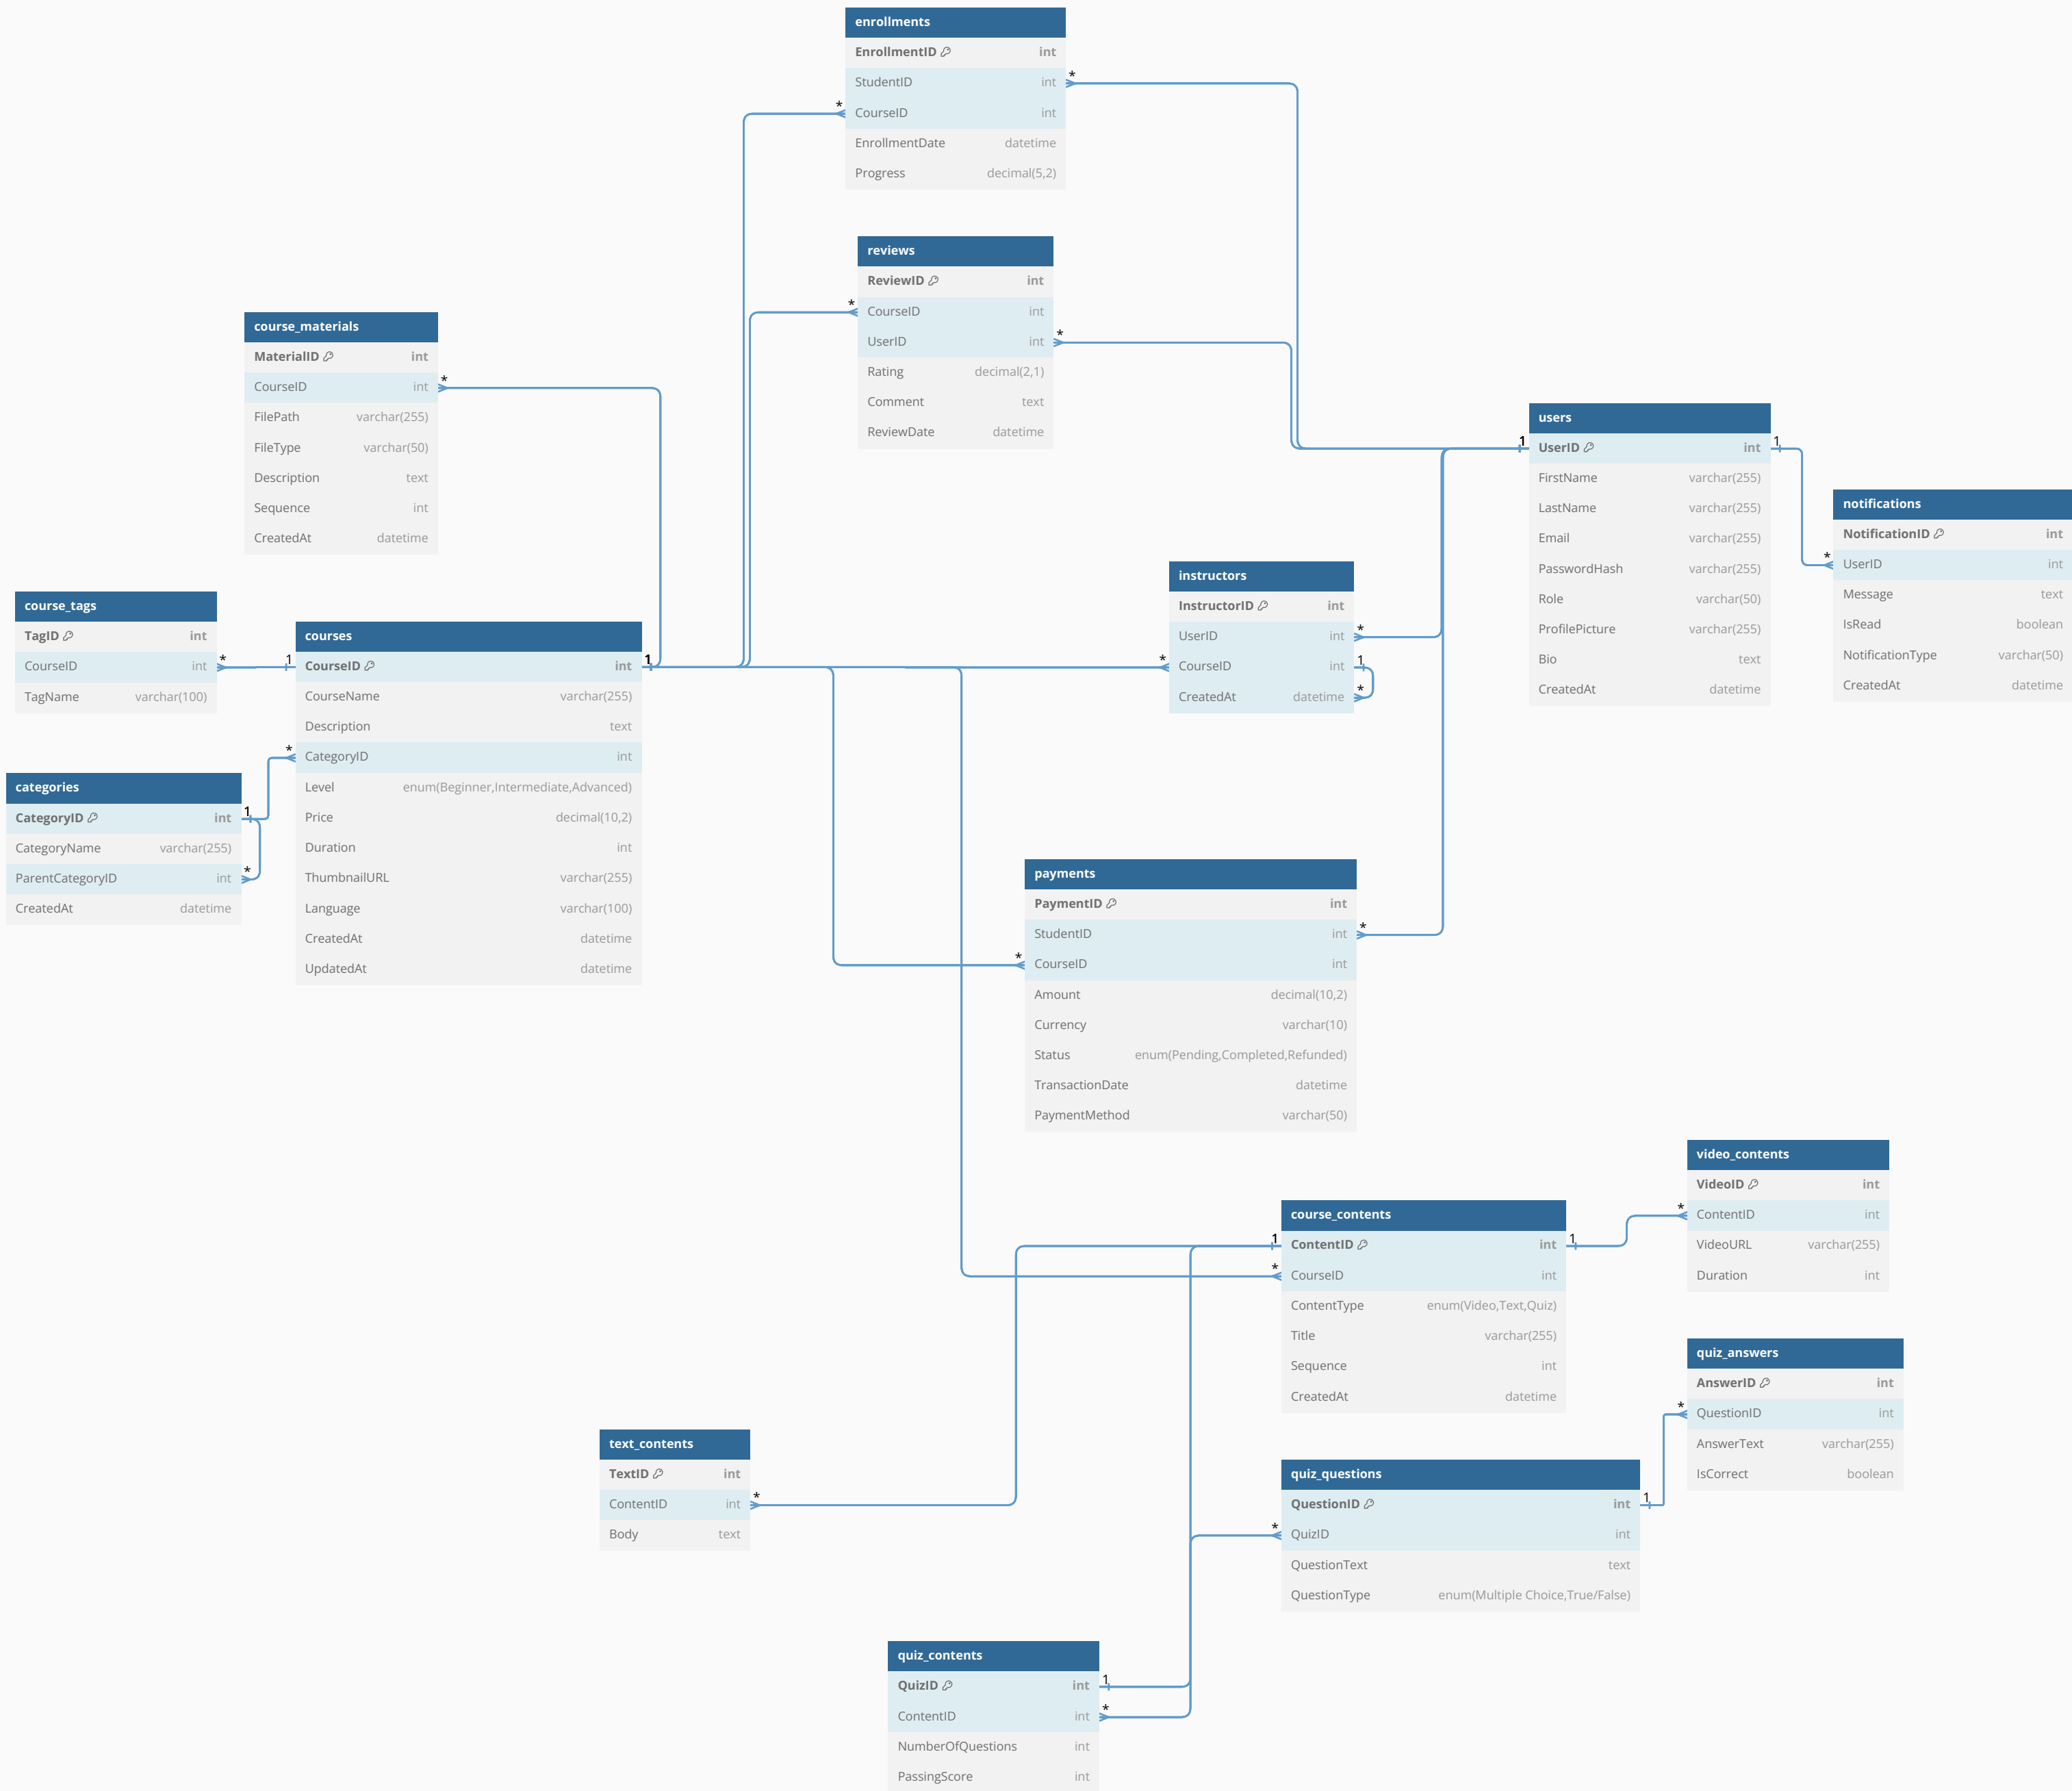 enrollments
EnrollmentID int
StudentID int
CourseID int
EnrollmentDate datetime
Progress decimal(5,2)
reviews
ReviewID int
CourseID int
UserID int
Rating decimal(2,1)
Comment text
ReviewDate datetime
course_materials
MaterialID int
CourseID int
FilePath varchar(255)
FileType varchar(50)
Description text
Sequence int
CreatedAt datetime
users
UserID int
FirstName varchar(255)
LastName varchar(255)
Email varchar(255)
PasswordHash varchar(255)
Role varchar(50)
ProfilePicture varchar(255)
Bio text
CreatedAt datetime
notifications
NotificationID int
UserID int
Message text
IsRead boolean
NotificationType varchar(50)
CreatedAt datetime
instructors
InstructorID int
UserID int
CourseID int
CreatedAt datetime
course_tags
TagID int
CourseID int
TagName varchar(100)
courses
CourseID int
CourseName varchar(255)
Description text
CategoryID int
Level enum(Beginner,Intermediate,Advanced)
Price decimal(10,2)
Duration int
ThumbnailURL varchar(255)
Language varchar(100)
CreatedAt datetime
UpdatedAt datetime
categories
CategoryID int
CategoryName varchar(255)
ParentCategoryID int
CreatedAt datetime
payments
PaymentID int
StudentID int
CourseID int
Amount decimal(10,2)
Currency varchar(10)
Status enum(Pending,Completed,Refunded)
TransactionDate datetime
PaymentMethod varchar(50)
video_contents
VideoID int
ContentID int
VideoURL varchar(255)
Duration int
course_contents
ContentID int
CourseID int
ContentType enum(Video,Text,Quiz)
Title varchar(255)
Sequence int
CreatedAt datetime
quiz_answers
AnswerID int
QuestionID int
AnswerText varchar(255)
IsCorrect boolean
text_contents
TextID int
ContentID int
Body text
quiz_questions
QuestionID int
QuizID int
QuestionText text
QuestionType enum(Multiple Choice,True/False)
quiz_contents
QuizID int
ContentID int
NumberOfQuestions int
PassingScore int